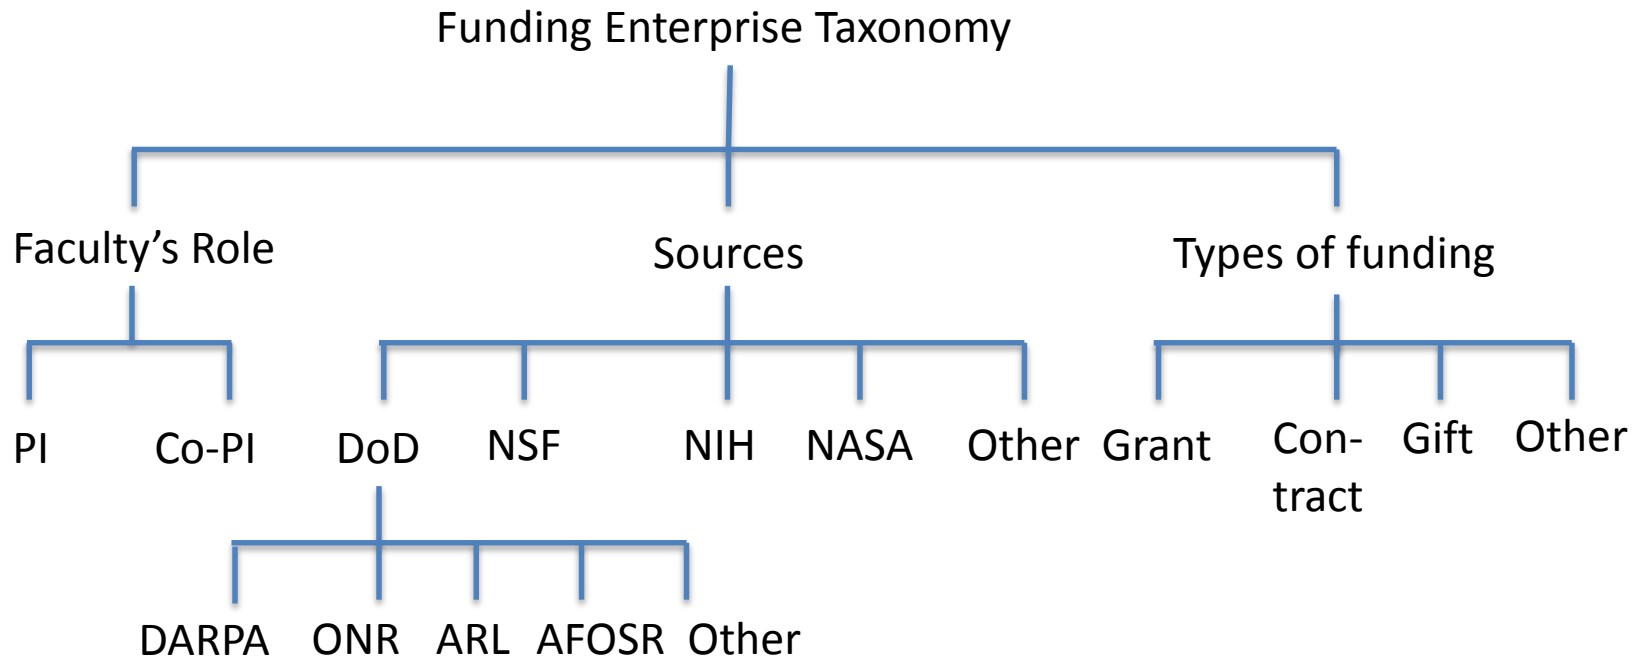 Funding Enterprise Taxonomy
Faculty’s Role
Sources
Types of funding
PI
Co-PI
DoD
NSF
NIH
NASA
Other
Grant
Con-
tract
Gift
Other
DARPA
ONR
ARL
AFOSR
Other